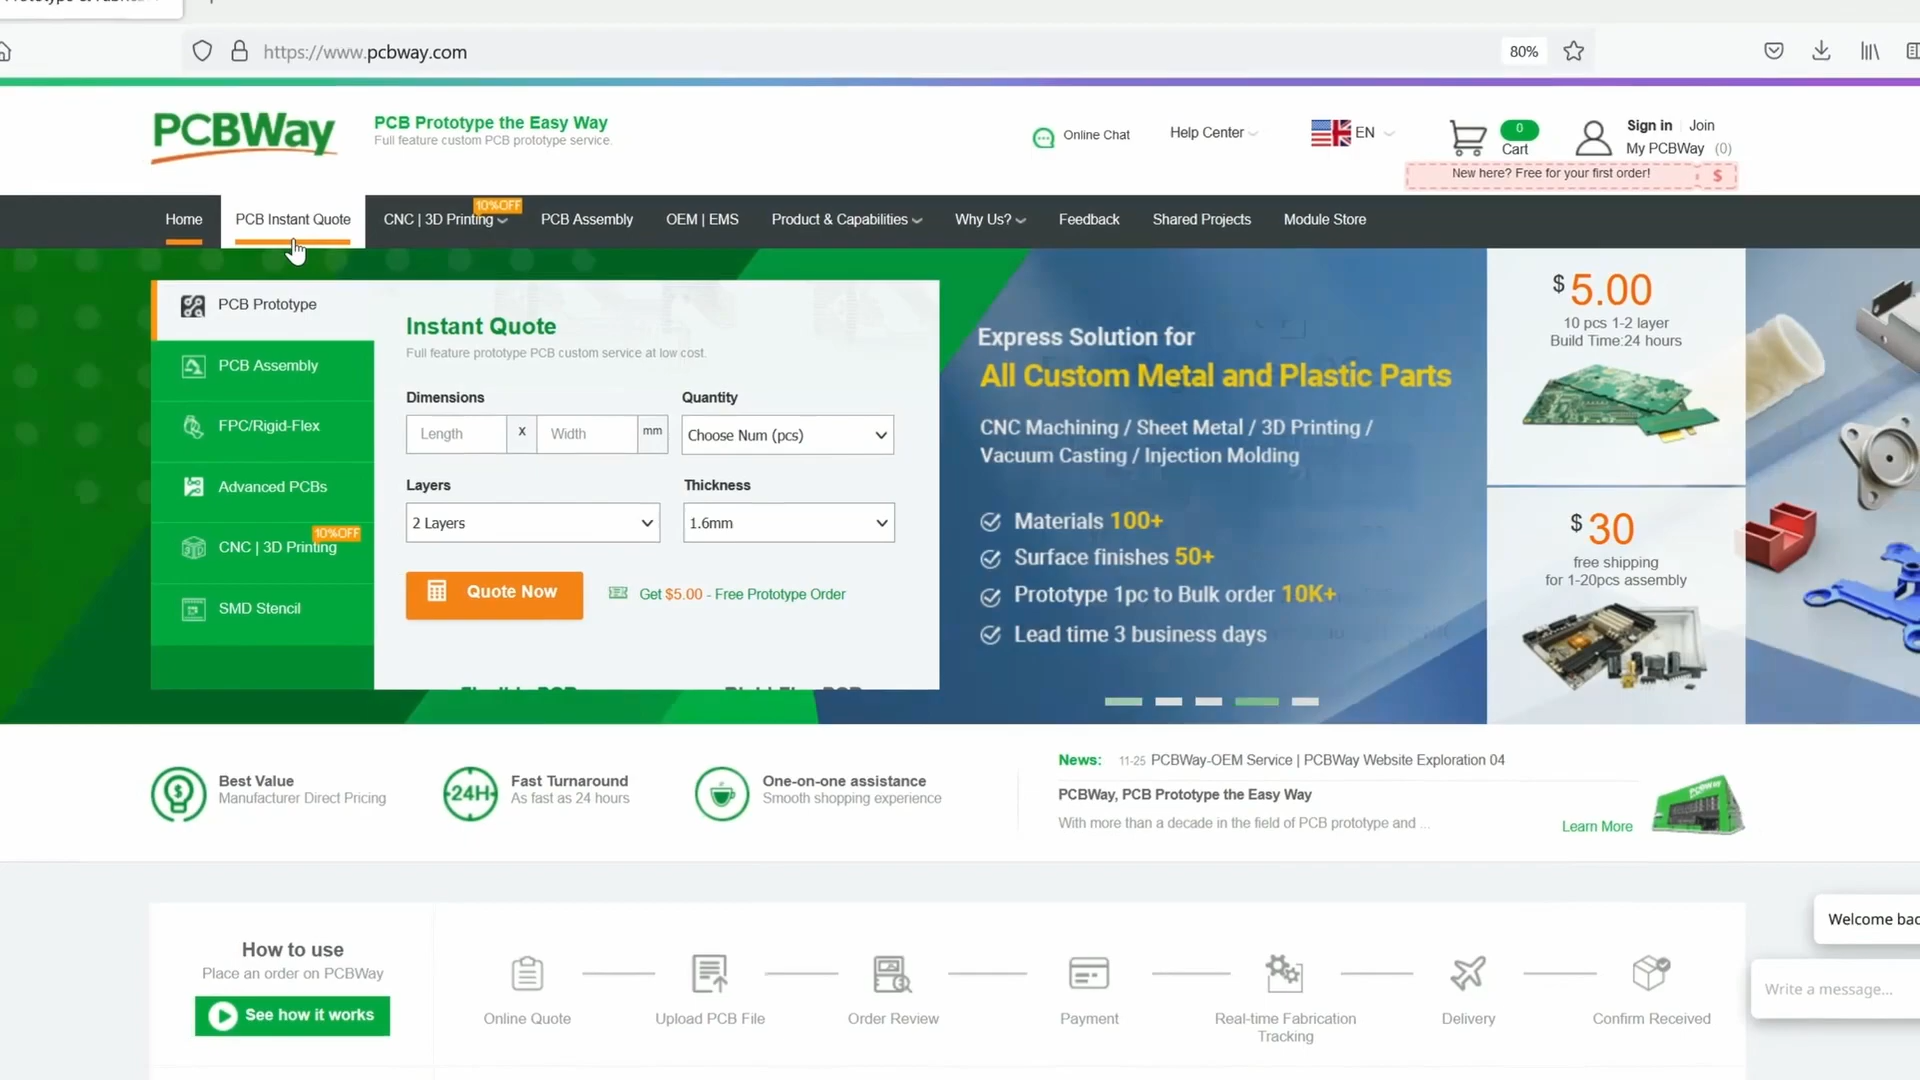 https://www.pcbway.com
80%
PCBWay
PCB Prototype the Easy Way
Full feature custom PCB prototype service.
Online Chat
Help Center
EN
0
Cart
Sign in
Join
My PCBWay (0)
New here? Free for your first order!
$
Home
PCB Instant Quote
CNC | 3D Printing
10%OFF
PCB Assembly
OEM | EMS
Product & Capabilities
Why Us?
Feedback
Shared Projects
Module Store
PCB Prototype
PCB Assembly
FPC/Rigid-Flex
Advanced PCBs
10%OFF
CNC | 3D Printing
SMD Stencil
Instant Quote
Full feature prototype PCB custom service at low cost.
Dimensions
Quantity
Length
x
Width
mm
Choose Num (pcs)
Layers
Thickness
2 Layers
1.6mm
Quote Now
Get $5.00 - Free Prototype Order
Express Solution for
All Custom Metal and Plastic Parts
CNC Machining / Sheet Metal / 3D Printing /
Vacuum Casting / Injection Molding
Materials 100+
Surface finishes 50+
Prototype 1pc to Bulk order 10K+
Lead time 3 business days
$ 5.00
10 pcs 1-2 layer
Build Time:24 hours
$ 30
free shipping
for 1-20pcs assembly
Best Value
Manufacturer Direct Pricing
24H
Fast Turnaround
As fast as 24 hours
One-on-one assistance
Smooth shopping experience
News: 11-25 PCBWay-OEM Service | PCBWay Website Exploration 04
PCBWay, PCB Prototype the Easy Way
With more than a decade in the field of PCB prototype and ...
Learn More
PCBWAY
How to use
Place an order on PCBWay
See how it works
Online Quote
Upload PCB File
Order Review
Payment
Real-time Fabrication
Tracking
Delivery
Confirm Received
Welcome bac
Write a message...